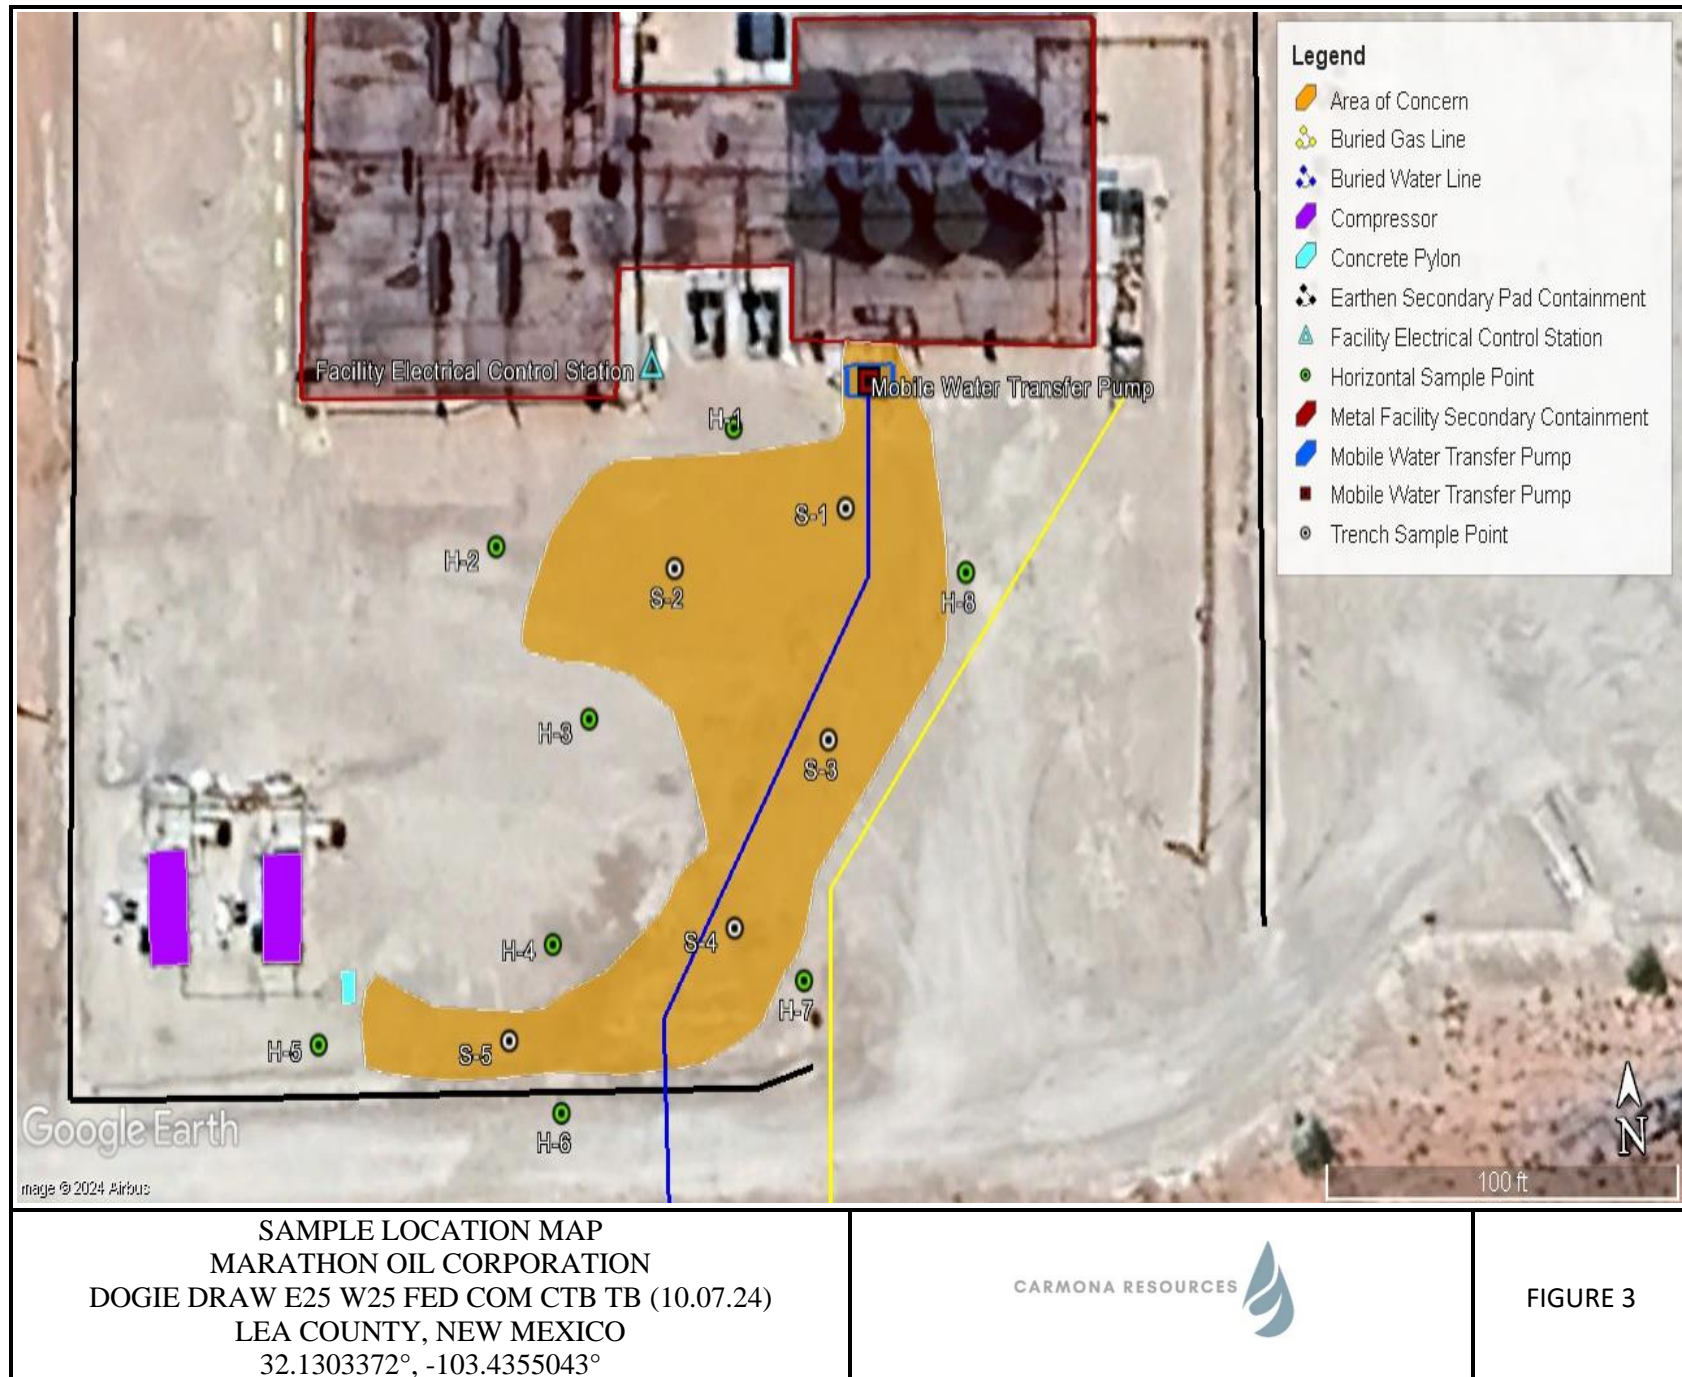 Legend
Area of Concern
Buried Gas Line
Buried Water Line
Compressor
Concrete Pylon
Earthen Secondary Pad Containment
Facility Electrical Control Station
Horizontal Sample Point
Metal Facility Secondary Containment
Mobile Water Transfer Pump
Mobile Water Transfer Pump
Trench Sample Point
Facility Electrical Control Station
Mobile Water Transfer Pump
H-1
S-1
H-2
S-2
H-8
H-3
S-3
S-4
H-4
H-7
H-5
S-5
H-6
Google Earth
mage © 2024 Airbus
N
100 ft
SAMPLE LOCATION MAP
MARATHON OIL CORPORATION
DOGIE DRAW E25 W25 FED COM CTB TB (10.07.24)
LEA COUNTY, NEW MEXICO
32.1303372°, -103.4355043°
CARMONA RESOURCES
FIGURE 3